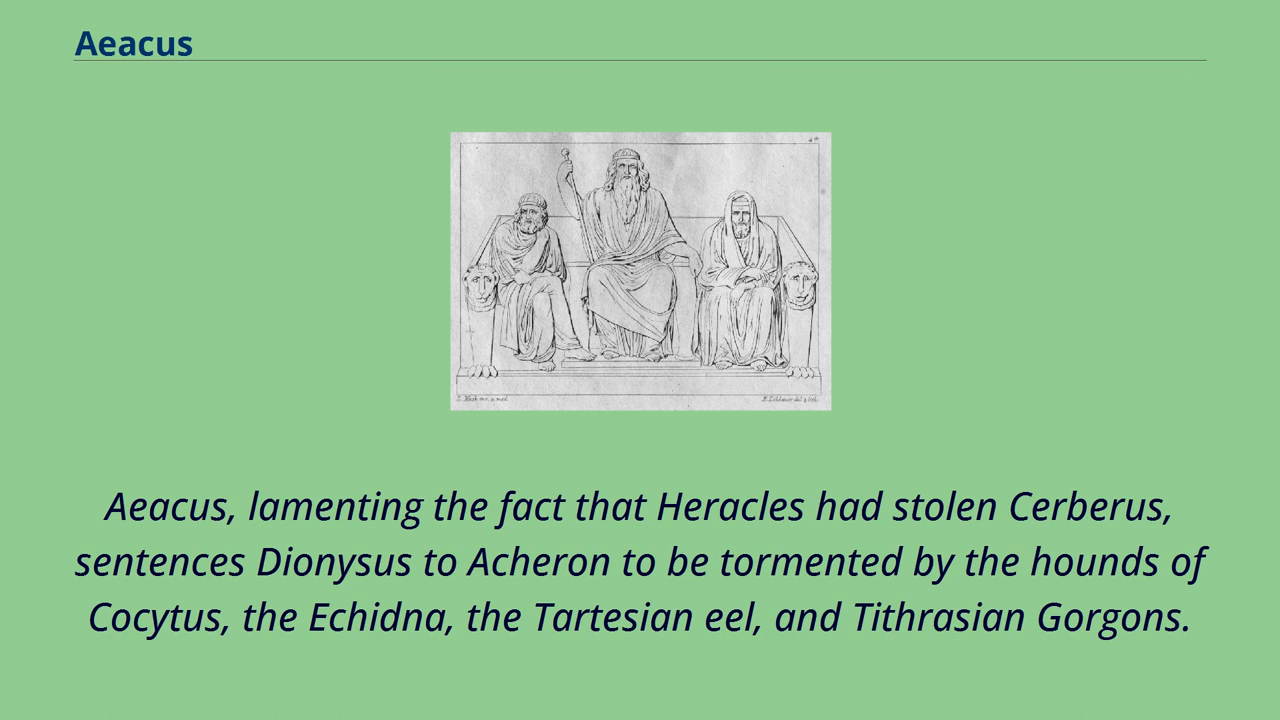 Aeacus
Aeacus, lamenting the fact that Heracles had stolen Cerberus,
sentences Dionysus to Acheron to be tormented by the hounds of
Cocytus, the Echidna, the Tartesian eel, and Tithrasian Gorgons.